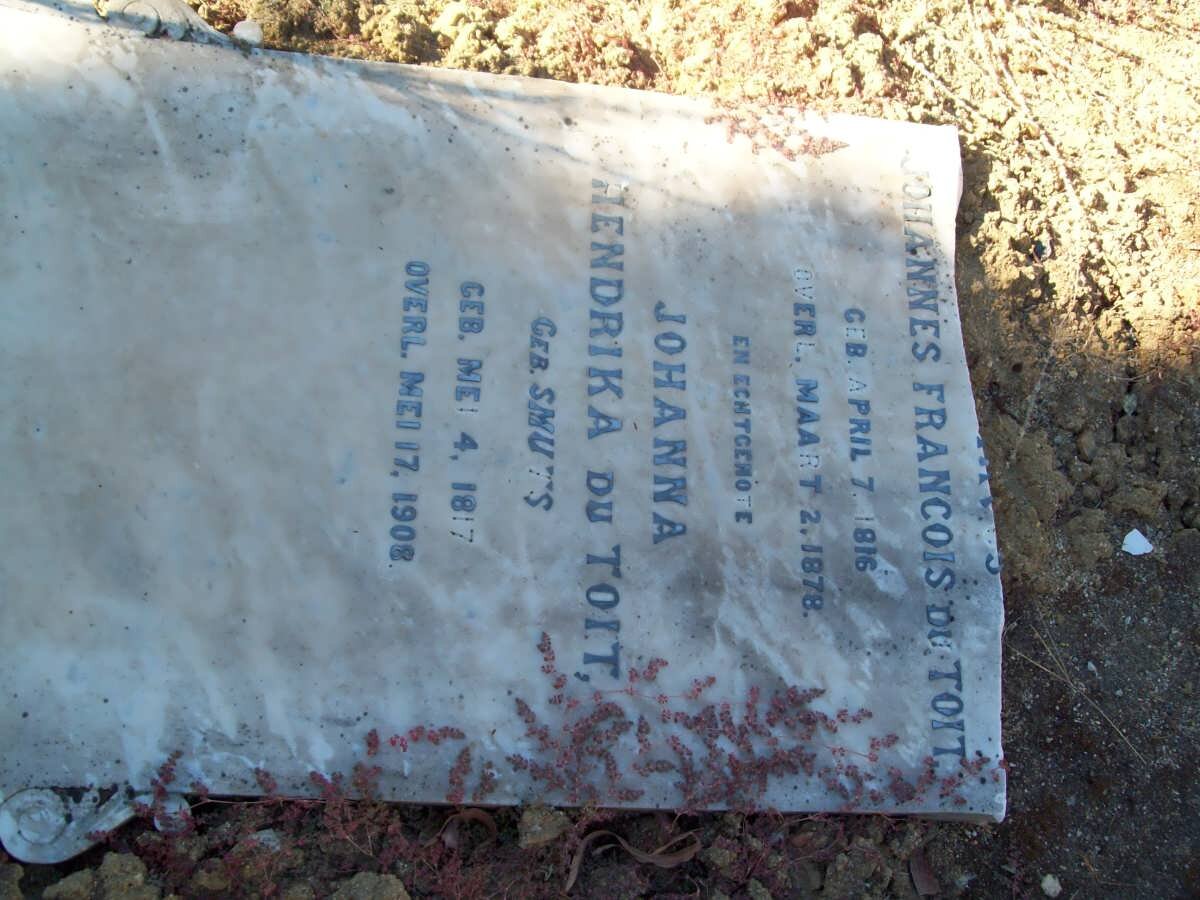 JOHANNES FRANCOIS DU TOIT
GEB. APRIL 7, 1816
OVERL. MAART 2, 1878.
EN ECHTGENOTE
JOHANNA
HENDRIKA DU TOIT,
GEB. SMUTS
GEB. MEI 4, 1817
OVERL. MEI 17, 1908.